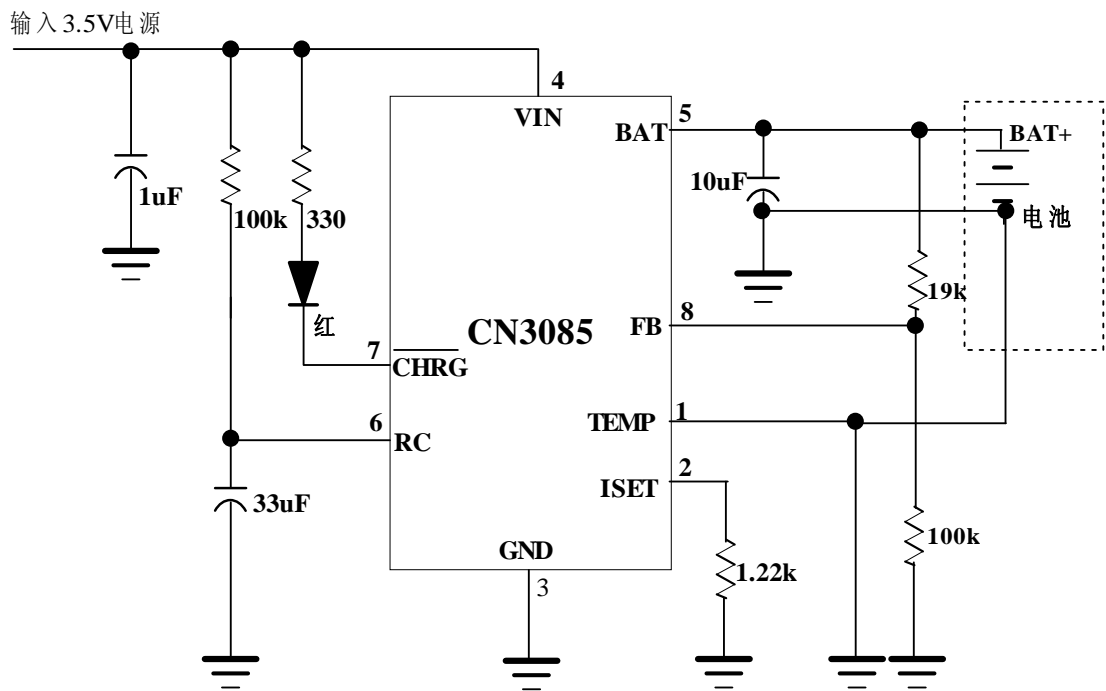 输入3.5V电源
4
VIN
5
BAT
BAT+
1uF
100k
330
10uF
电池
19k
红
8
FB
CN3085
7
CHRG
1
TEMP
6
RC
2
ISET
33uF
100k
GND
1.22k
3